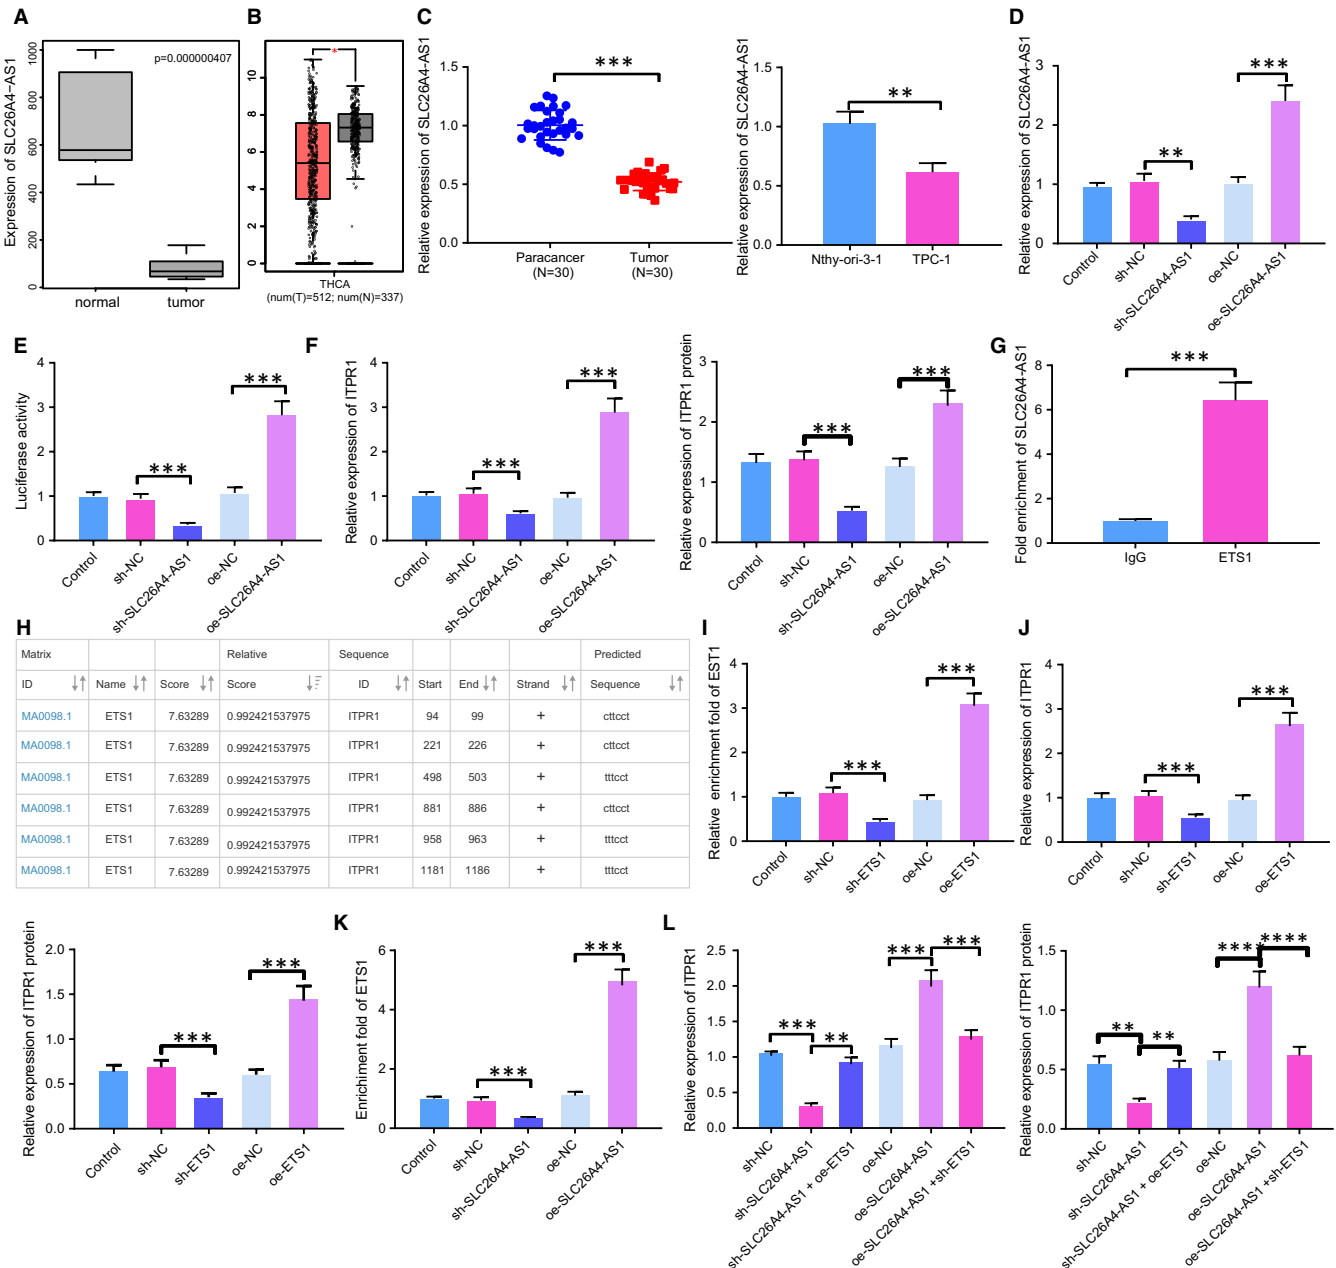 A
Expression of SLC26A4−AS1
1000
800
600
400
200
0
p=0.000000407
normal
tumor
B
10
8
6
4
2
0
*
THCA
(num(T)=512; num(N)=337)
C
Relative expression of SLC26A4-AS1
1.5
1.0
0.5
0.0
***
Paracancer
(N=30)
Tumor
(N=30)
Relative expression of SLC26A4-AS1
1.5
1.0
0.5
0.0
**
Nthy-ori-3-1
TPC-1
D
Relative expression of SLC26A4-AS1
3
2
1
0
**
***
Control
sh-NC
sh-SLC26A4-AS1
oe-NC
oe-SLC26A4-AS1
E
Luciferase activity
4
3
2
1
0
***
***
Control
sh-NC
sh-SLC26A4-AS1
oe-NC
oe-SLC26A4-AS1
F
Relative expression of ITPR1
4
3
2
1
0
***
***
Control
sh-NC
sh-SLC26A4-AS1
oe-NC
oe-SLC26A4-AS1
Relative expression of ITPR1 protein
3
2
1
0
***
***
Control
sh-NC
sh-SLC26A4-AS1
oe-NC
oe-SLC26A4-AS1
G
Fold enrichment of SLC26A4-AS1
8
6
4
2
0
***
IgG
ETS1
H
Matrix Relative Sequence Predicted
ID Name Score Score ID Start End Strand Sequence
MA0098.1 ETS1 7.63289 0.992421537975 ITPR1 94 99 + cttcct
MA0098.1 ETS1 7.63289 0.992421537975 ITPR1 221 226 + cttcct
MA0098.1 ETS1 7.63289 0.992421537975 ITPR1 498 503 + tttcct
MA0098.1 ETS1 7.63289 0.992421537975 ITPR1 881 886 + cttcct
MA0098.1 ETS1 7.63289 0.992421537975 ITPR1 958 963 + tttcct
MA0098.1 ETS1 7.63289 0.992421537975 ITPR1 1181 1186 + tttcct
I
Relative enrichment fold of EST1
4
3
2
1
0
***
***
Control
sh-NC
sh-ETS1
oe-NC
oe-ETS1
J
Relative expression of ITPR1
4
3
2
1
0
***
***
Control
sh-NC
sh-ETS1
oe-NC
oe-ETS1
Relative expression of ITPR1 protein
2.0
1.5
1.0
0.5
0.0
***
***
Control
sh-NC
sh-ETS1
oe-NC
oe-ETS1
K
Enrichiment fold of ETS1
6
4
2
0
***
***
Control
sh-NC
sh-SLC26A4-AS1
oe-NC
oe-SLC26A4-AS1
L
Relative expression of ITPR1
2.5
2.0
1.5
1.0
0.5
0.0
***
**
***
***
sh-NC
sh-SLC26A4-AS1
sh-SLC26A4-AS1 + oe-ETS1
oe-NC
oe-SLC26A4-AS1
oe-SLC26A4-AS1 +sh-ETS1
Relative expression of ITPR1 protein
1.5
1.0
0.5
0.0
**
**
****
****
sh-NC
sh-SLC26A4-AS1
sh-SLC26A4-AS1 + oe-ETS1
oe-NC
oe-SLC26A4-AS1
oe-SLC26A4-AS1 +sh-ETS1